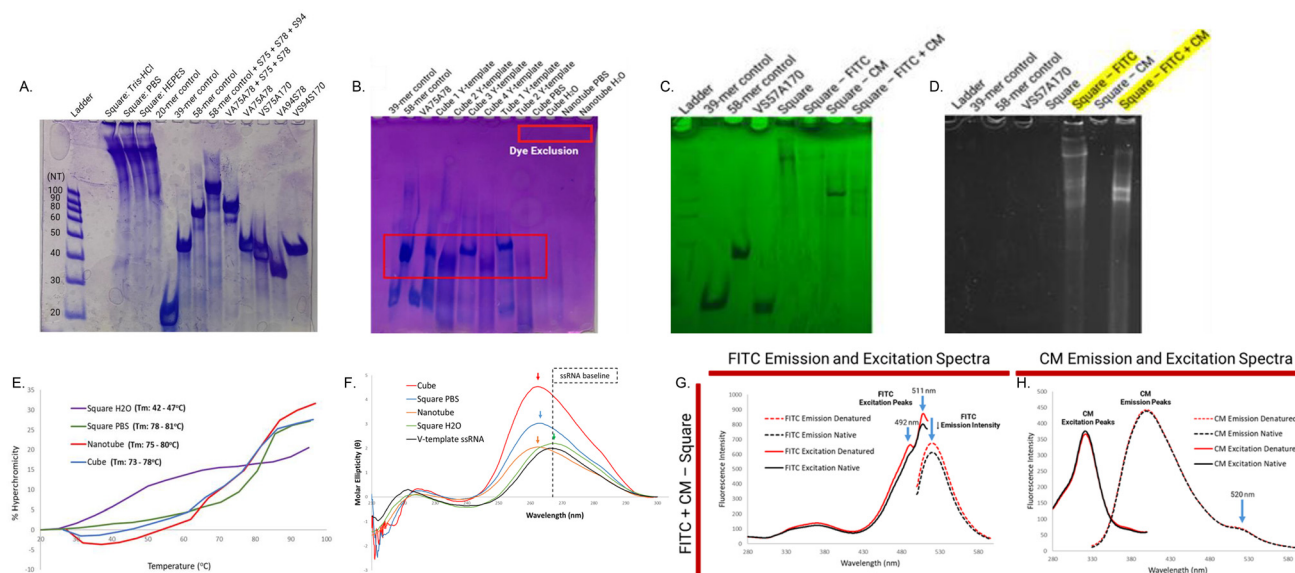 A.
Ladder
Square: Tris-HCl
Square: PBS
Square: HEPES
20-mer control
39-mer control
58-mer control
58-mer control + S75 + S78 + S94
VA75A78 + S75 + S78
VA75A78
VS75A170
VA94S78
VS94S170
(NT)
100
90
80
60
50
40
30
20
B.
39-mer control
58-mer control
VA75A78
Cube 1 Y-template
Cube 2 Y-template
Cube 3 Y-template
Cube 4 Y-template
Tube 1 Y-template
Tube 2 Y-template
Cube PBS
Cube H2O
Nanotube PBS
Nanotube H2O
Dye Exclusion
C.
Ladder
39-mer control
58-mer control
VS57A170
Square
Square – FITC
Square – CM
Square – FITC + CM
D.
Ladder
39-mer control
58-mer control
VS57A170
Square
Square – FITC
Square – CM
Square – FITC + CM
E.
% Hyperchromicity
35
30
25
20
15
10
5
0
-5
-10
Square H2O (Tm: 42 - 47°C)
Square PBS (Tm: 78 - 81°C)
Nanotube (Tm: 75 - 80°C)
Cube (Tm: 73 - 78°C)
20 30 40 50 60 70 80 90 100
Temperature (°C)
F.
Molar Ellipticity (θ)
Cube
Square PBS
Nanotube
Square H2O
V-template ssRNA
ssRNA baseline
Wavelength (nm)
FITC + CM – Square
FITC Emission and Excitation Spectra
G.
Fluorescence Intensity
1000
900
800
700
600
500
400
300
200
100
0
FITC Emission Denatured
FITC Emission Native
FITC Excitation Denatured
FITC Excitation Native
FITC
Excitation Peaks
511 nm
492 nm
FITC
Emission Intensity
280 330 380 430 480 530 580
Wavelength (nm)
CM Emission and Excitation Spectra
H.
Fluorescence Intensity
500
450
400
350
300
250
200
150
100
50
0
CM
Excitation Peaks
CM
Emission Peaks
CM Emission Denatured
CM Emission Native
CM Excitation Denatured
CM Excitation Native
520 nm
280 330 380 430 480 530 580
Wavelength (nm)